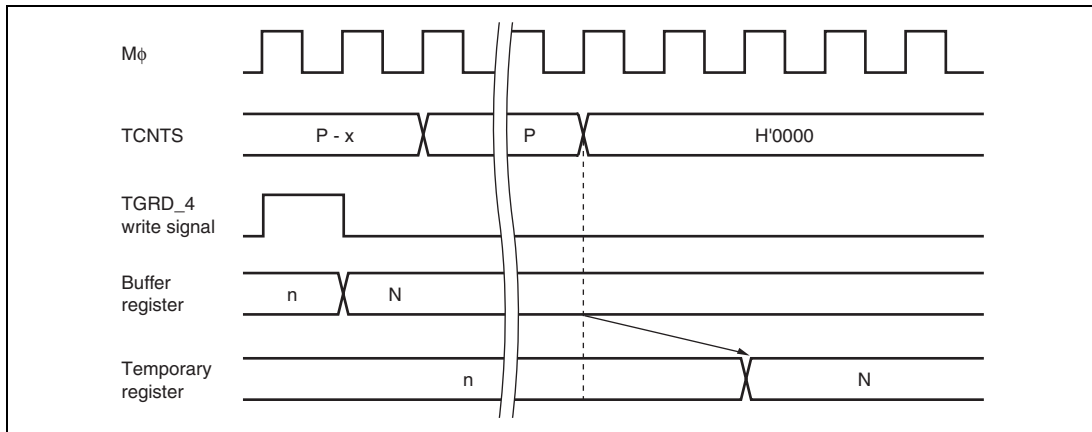 Mφ
TCNTS
P - x
P
H'0000
TGRD_4
write signal
Buffer
register
n
N
Temporary
register
n
N